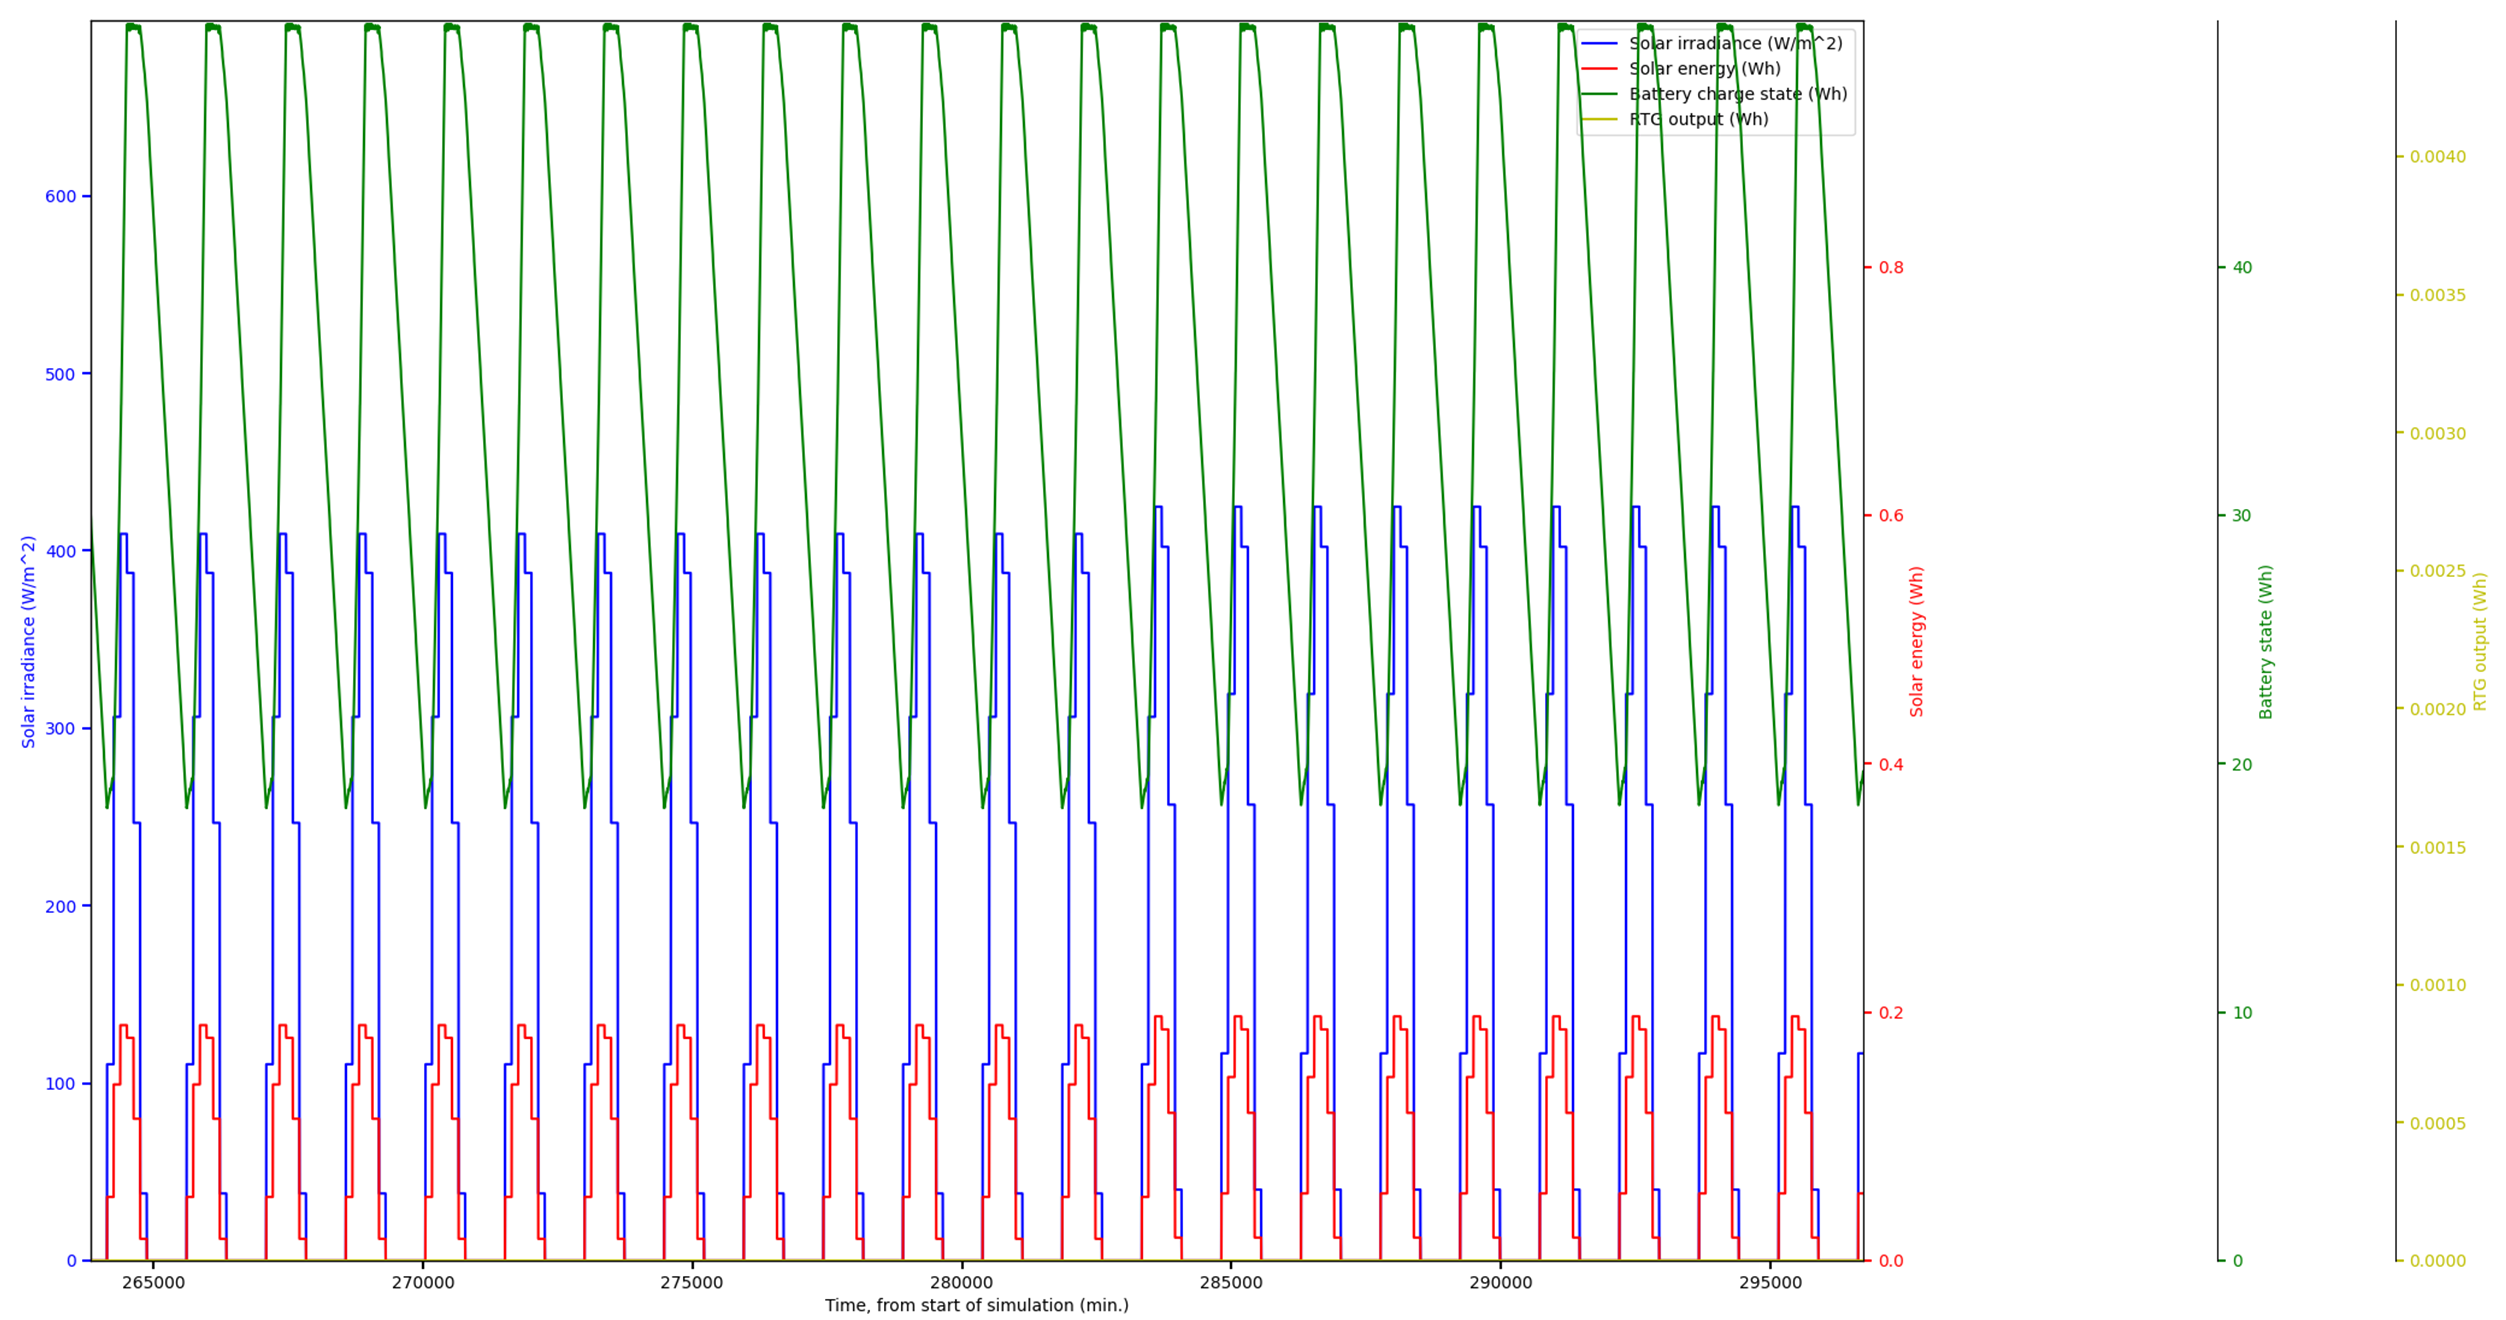 Solar irradiance (W/m^2)
Solar energy (Wh)
Battery charge state (Wh)
RTG output (Wh)
600
500
400
300
200
100
0
Solar irradiance (W/m^2)
265000 270000 275000 280000 285000 290000 295000
Time, from start of simulation (min.)
0.8
0.6
0.4
0.2
0.0
Solar energy (Wh)
40
30
20
10
0
Battery state (Wh)
0.0040
0.0035
0.0030
0.0025
0.0020
0.0015
0.0010
0.0005
0.0000
RTG output (Wh)